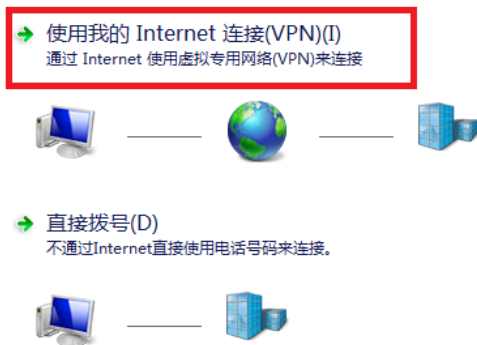 使用我的 Internet 连接(VPN)(I)
通过 Internet 使用虚拟专用网络(VPN)来连接
直接拨号(D)
不通过Internet直接使用电话号码来连接。